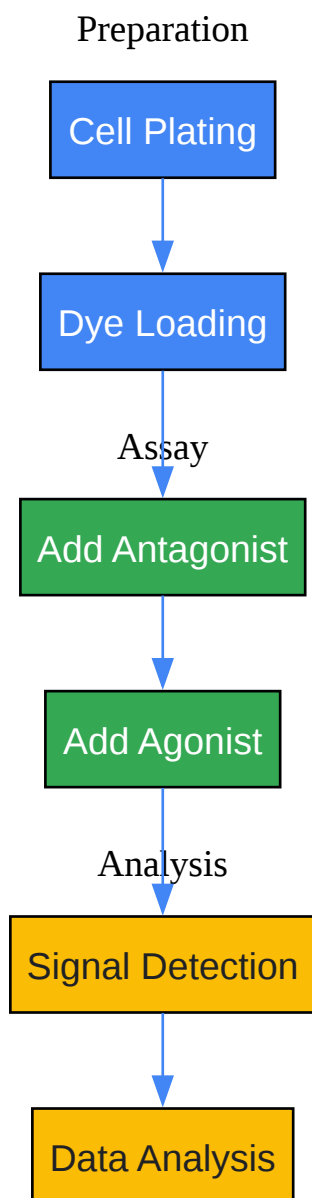 Preparation
Cell Plating
Dye Loading
Assay
Add Antagonist
Add Agonist
Analysis
Signal Detection
Data Analysis